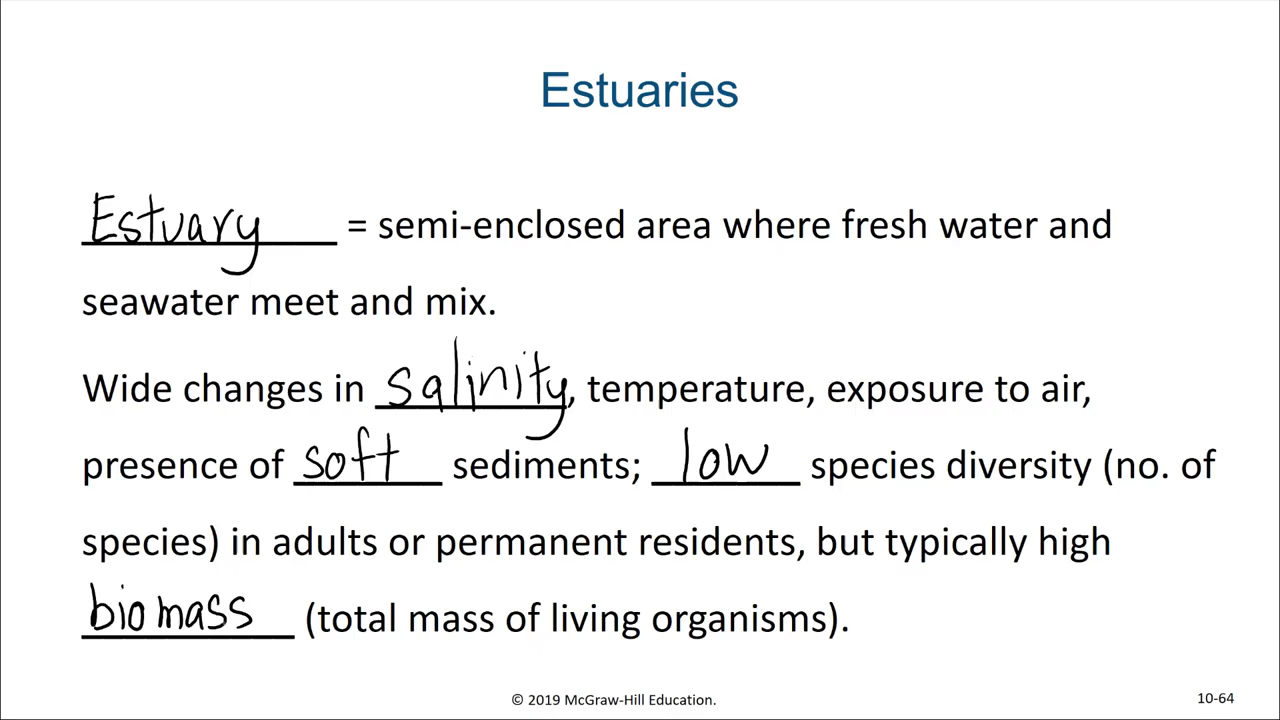 Estuaries
Estuary = semi-enclosed area where fresh water and
seawater meet and mix.
Wide changes in salinity, temperature, exposure to air,
presence of soft sediments; low species diversity (no. of
species) in adults or permanent residents, but typically high
biomass (total mass of living organisms).
© 2019 McGraw-Hill Education.
10-64